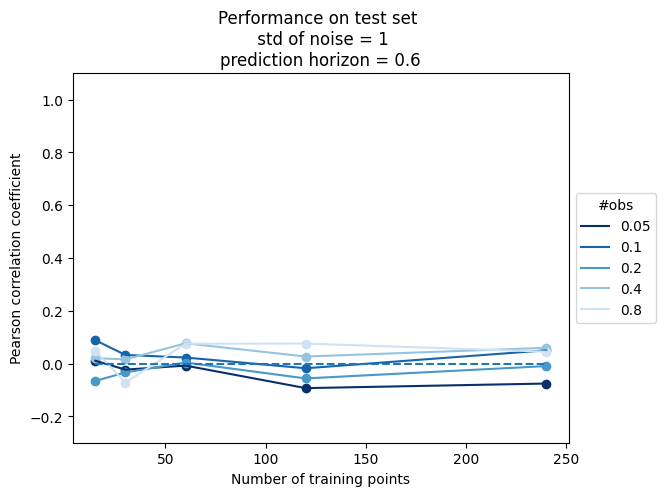 Performance on test set
std of noise = 1
prediction horizon = 0.6
1.0
0.8
0.6
0.4
0.2
0.0
−0.2
Pearson correlation coefficient
50
100
150
200
250
Number of training points
#obs
0.05
0.1
0.2
0.4
0.8